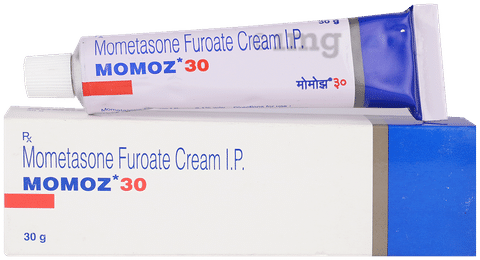 30 g
Mometasone Furoate Cream I.P.
MOMOZ*30
मोमोझ*३०
Rx
Mometasone Furoate Cream I.P.
MOMOZ*30
30 g